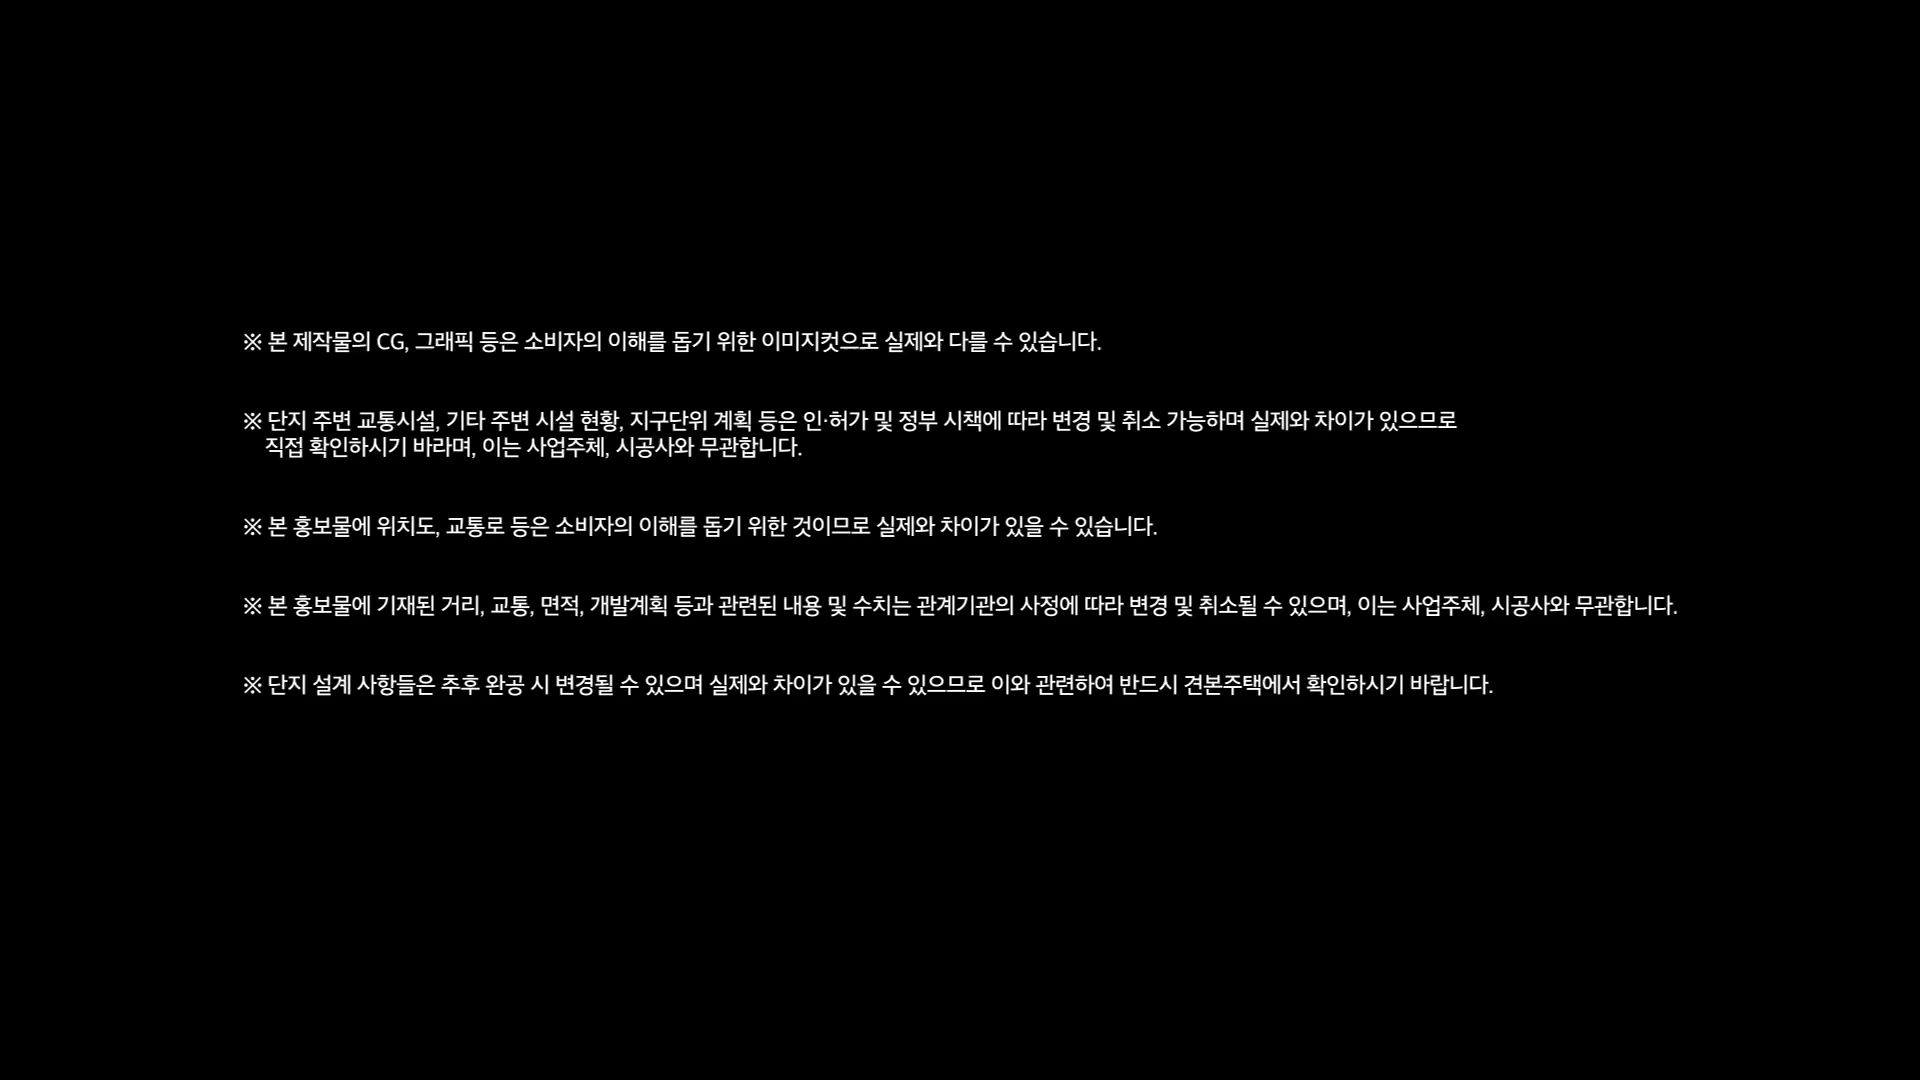 ※ 본 제작물의 CG, 그래픽 등은 소비자의 이해를 돕기 위한 이미지컷으로 실제와 다를 수 있습니다.
※ 단지 주변 교통시설, 기타 주변 시설 현황, 지구단위 계획 등은 인·허가 및 정부 시책에 따라 변경 및 취소 가능하며 실제와 차이가 있으므로
직접 확인하시기 바라며, 이는 사업주체, 시공사와 무관합니다.
※ 본 홍보물에 위치도, 교통로 등은 소비자의 이해를 돕기 위한 것이므로 실제와 차이가 있을 수 있습니다.
※ 본 홍보물에 기재된 거리, 교통, 면적, 개발계획 등과 관련된 내용 및 수치는 관계기관의 사정에 따라 변경 및 취소될 수 있으며, 이는 사업주체, 시공사와 무관합니다.
※ 단지 설계 사항들은 추후 완공 시 변경될 수 있으며 실제와 차이가 있을 수 있으므로 이와 관련하여 반드시 견본주택에서 확인하시기 바랍니다.